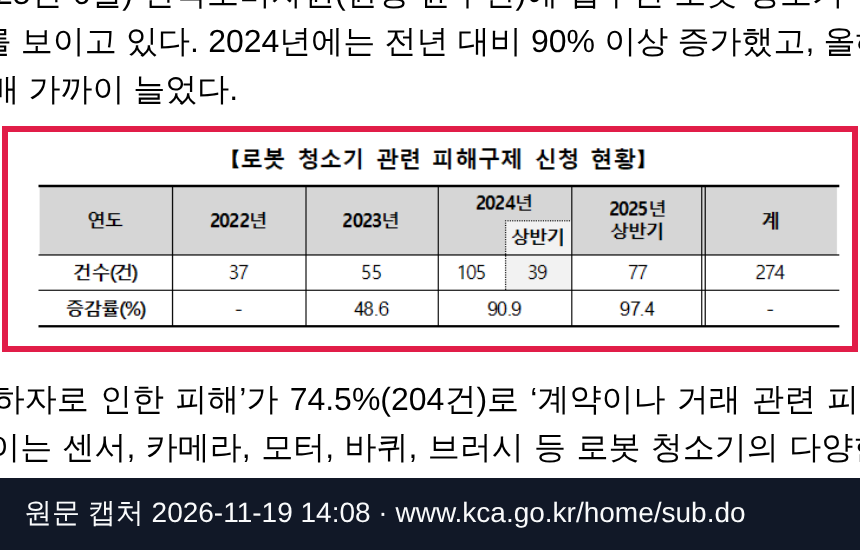 를 보이고 있다. 2024년에는 전년 대비 90% 이상 증가했고,
가까이 늘었다.
【로봇 청소기 관련 피해구제 신청 현황】
연도 2022년 2023년 2024년 상반기 2025년 상반기 계
건수(건) 37 55 105 39 77 274
증감률(%) - 48.6 90.9 97.4 -
하자로 인한 피해’가 74.5%(204건)로 ‘계약이나 거래 관련 피
이는 센서, 카메라, 모터, 바퀴, 브러시 등 로봇 청소기의
원문 캡처 2026-11-19 14:08 · www.kca.go.kr/home/sub.do